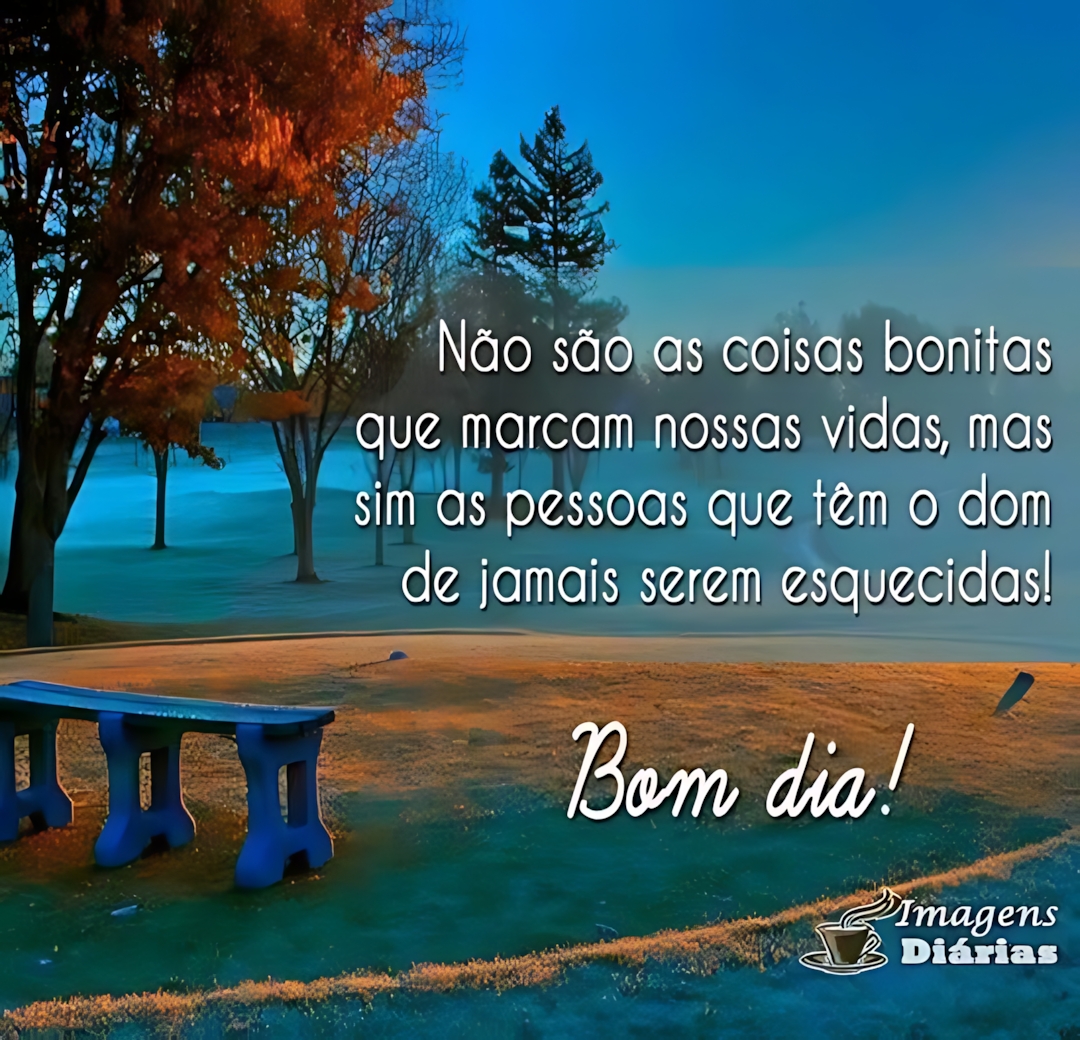 Não são as coisas bonitas
que marcam nossas vidas, mas
sim as pessoas que têm o dom
de jamais serem esquecidas!
Bom dia!
Imagens
Diárias